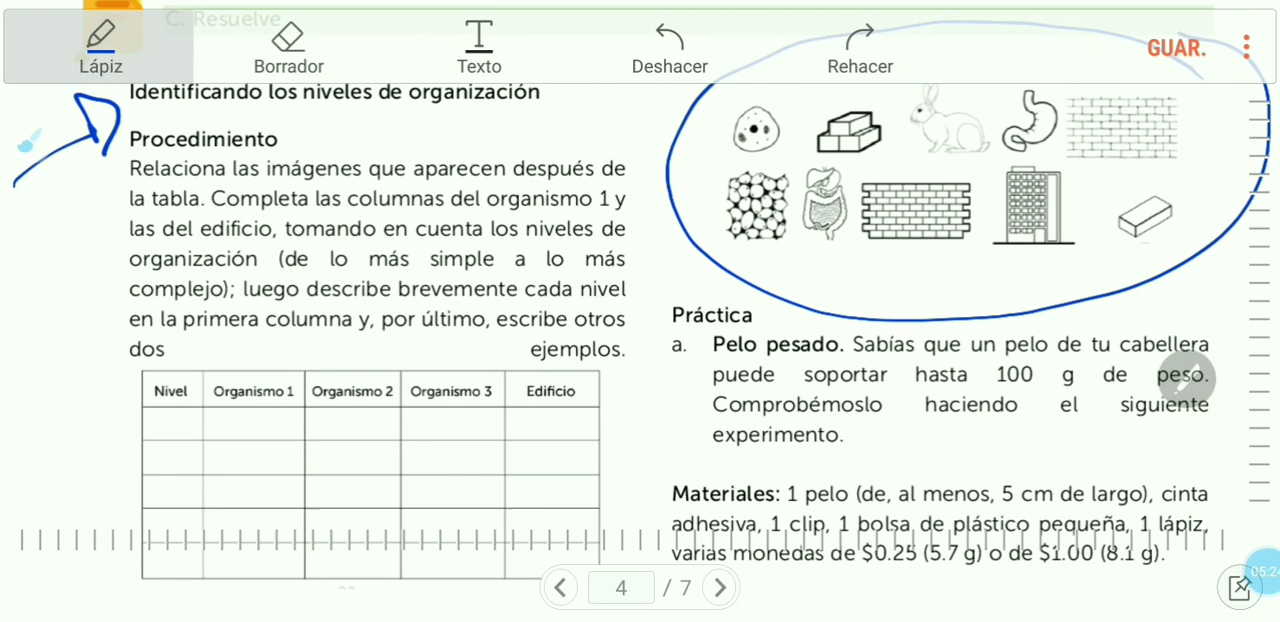 C. Resuelve
Lápiz
Borrador
Texto
Deshacer
Rehacer
GUAR.
Identificando los niveles de organización
Procedimiento
Relaciona las imágenes que aparecen después de
la tabla. Completa las columnas del organismo 1 y
las del edificio, tomando en cuenta los niveles de
organización (de lo más simple a lo más
complejo); luego describe brevemente cada nivel
en la primera columna y, por último, escribe otros
dos ejemplos.
Nivel Organismo 1 Organismo 2 Organismo 3 Edificio
Práctica
a. Pelo pesado. Sabías que un pelo de tu cabellera
puede soportar hasta 100 g de peso.
Comprobémoslo haciendo el siguiente
experimento.
Materiales: 1 pelo (de, al menos, 5 cm de largo), cinta
adhesiva, 1 clip, 1 bolsa de plástico pequeña, 1 lápiz,
varias monedas de $0.25 (5.7 g) o de $1.00 (8.1 g).
4 / 7